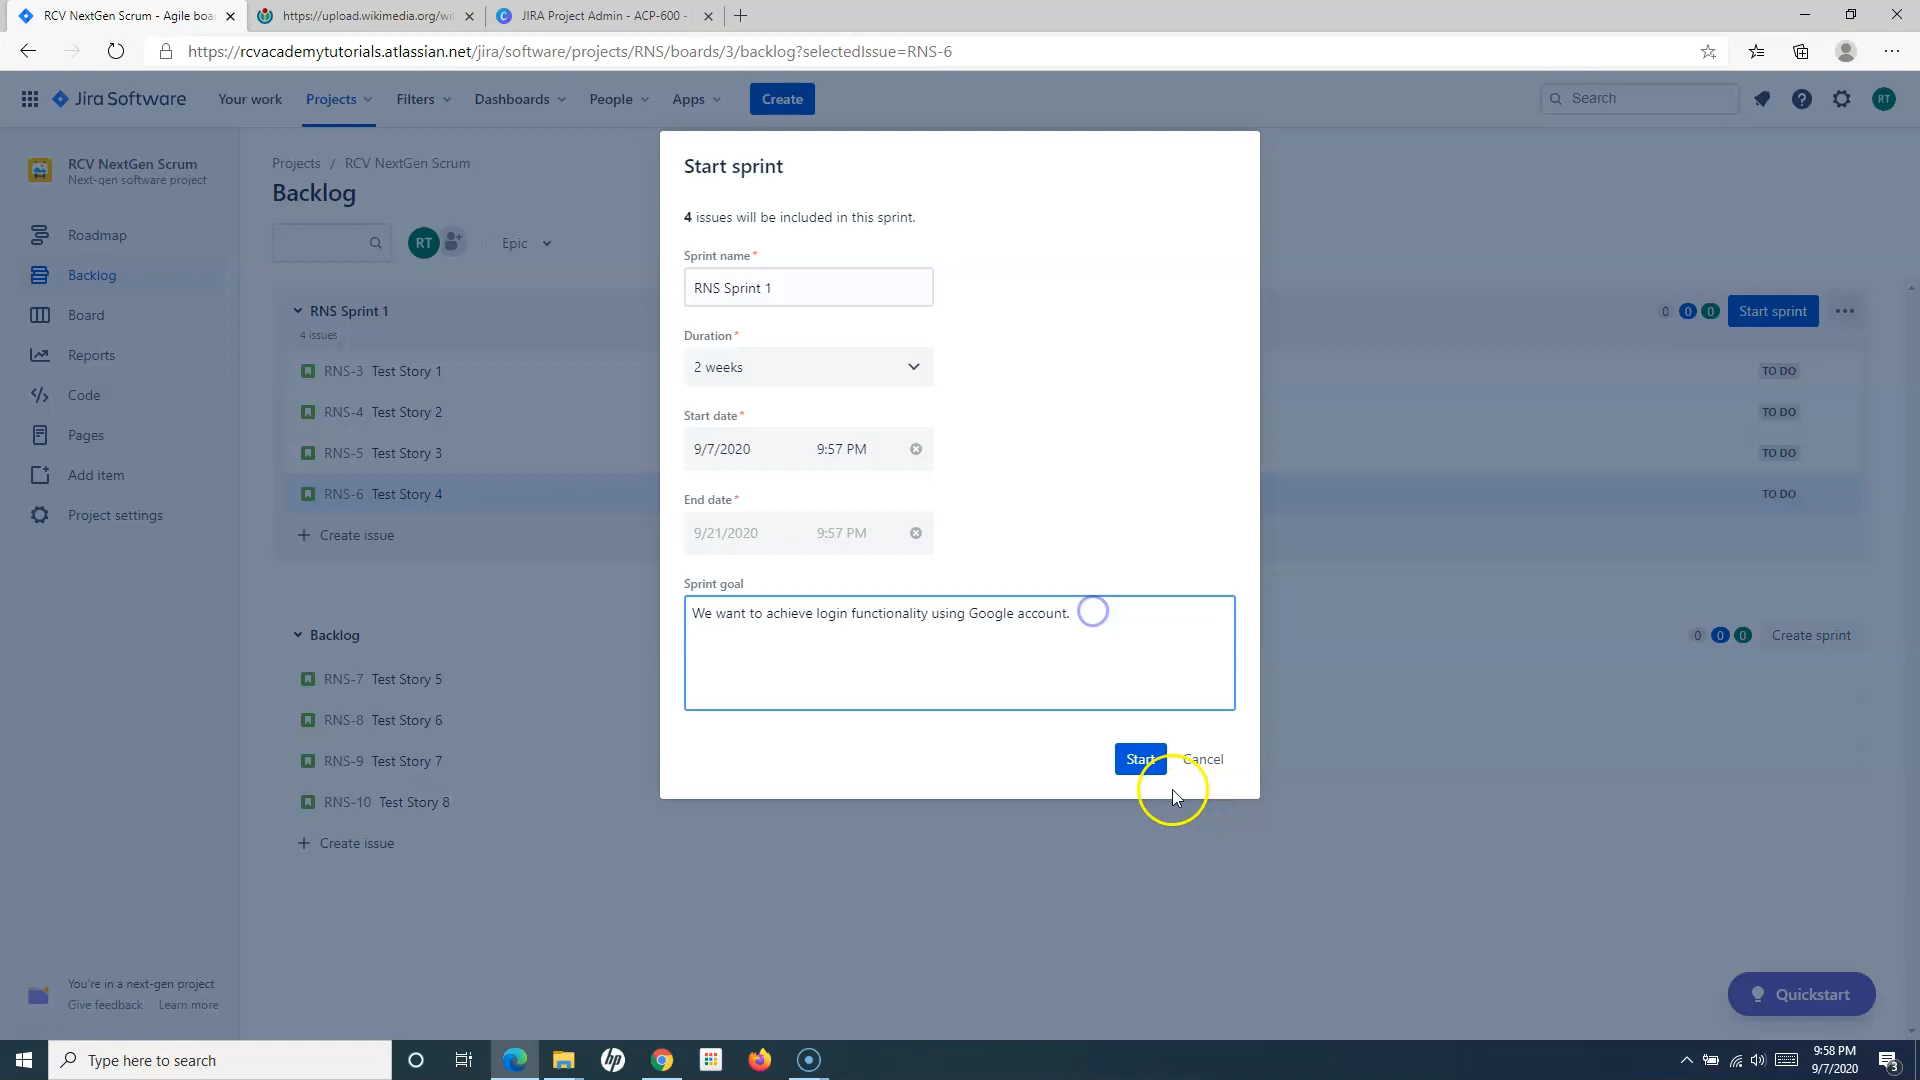 RCV NextGen Scrum - Agile boa
https://upload.wikimedia.org/wi
JIRA Project Admin - ACP-600 -
https://rcvacademytutorials.atlassian.net/jira/software/projects/RNS/boards/3/backlog?selectedIssue=RNS-6
Jira Software
Your work
Projects
Filters
Dashboards
People
Apps
Create
Search
RT
RCV NextGen Scrum
Next-gen software project
Roadmap
Backlog
Board
Reports
Code
Pages
Add item
Project settings
You're in a next-gen project
Give feedback
Learn more
Projects / RCV NextGen Scrum
Backlog
RT
Epic
RNS Sprint 1
4 issues
0 0 0
Start sprint
RNS-3 Test Story 1
TO DO
RNS-4 Test Story 2
TO DO
RNS-5 Test Story 3
TO DO
RNS-6 Test Story 4
TO DO
Create issue
Backlog
0 0 0
Create sprint
RNS-7 Test Story 5
RNS-8 Test Story 6
RNS-9 Test Story 7
RNS-10 Test Story 8
Create issue
Start sprint
4 issues will be included in this sprint.
Sprint name*
RNS Sprint 1
Duration*
2 weeks
Start date*
9/7/2020 9:57 PM
End date*
9/21/2020 9:57 PM
Sprint goal
We want to achieve login functionality using Google account.
Start
Cancel
Quickstart
Type here to search
hp
9:58 PM
9/7/2020
3